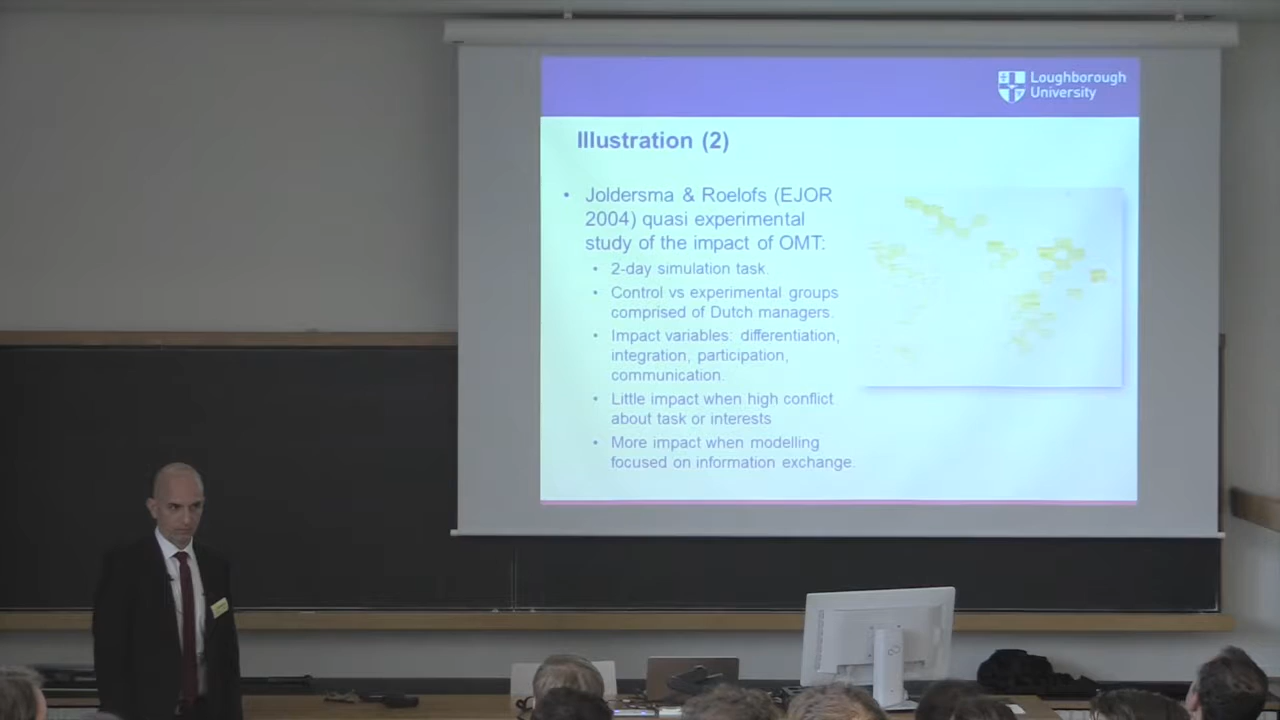 Loughborough
University
Illustration (2)
• Joldersma & Roelofs (EJOR
2004) quasi experimental
study of the impact of OMT:
• 2-day simulation task.
• Control vs experimental groups
comprised of Dutch managers.
• Impact variables: differentiation,
integration, participation,
communication.
• Little impact when high conflict
about task or interests
• More impact when modelling
focused on information exchange.